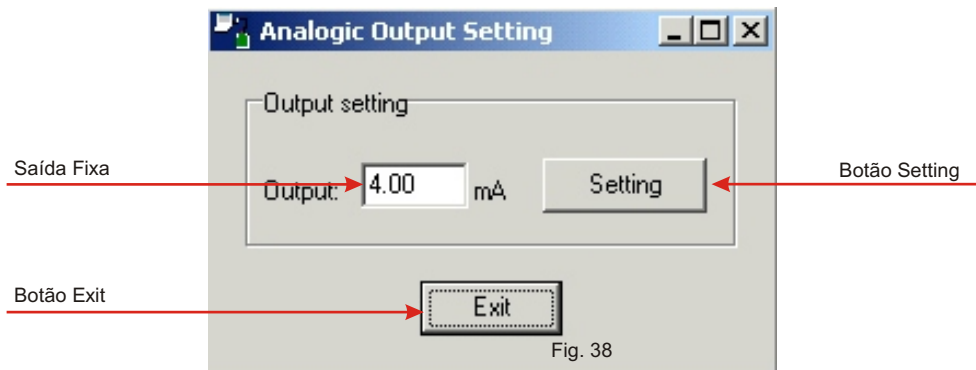 Analogic Output Setting
Output setting
Saída Fixa
Output: 4.00 mA Setting
Botão Setting
Botão Exit
Exit
Fig. 38